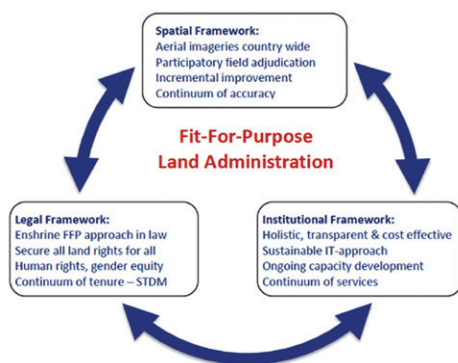 Spatial Framework:
Aerial imageries country wide
Participatory field adjudication
Incremental improvement
Continuum of accuracy
Fit-For-Purpose
Land Administration
Legal Framework:
Enshrine FFP approach in law
Secure all land rights for all
Human rights, gender equity
Continuum of tenure – STDM
Institutional Framework:
Holistic, transparent & cost effective
Sustainable IT-approach
Ongoing capacity development
Continuum of services